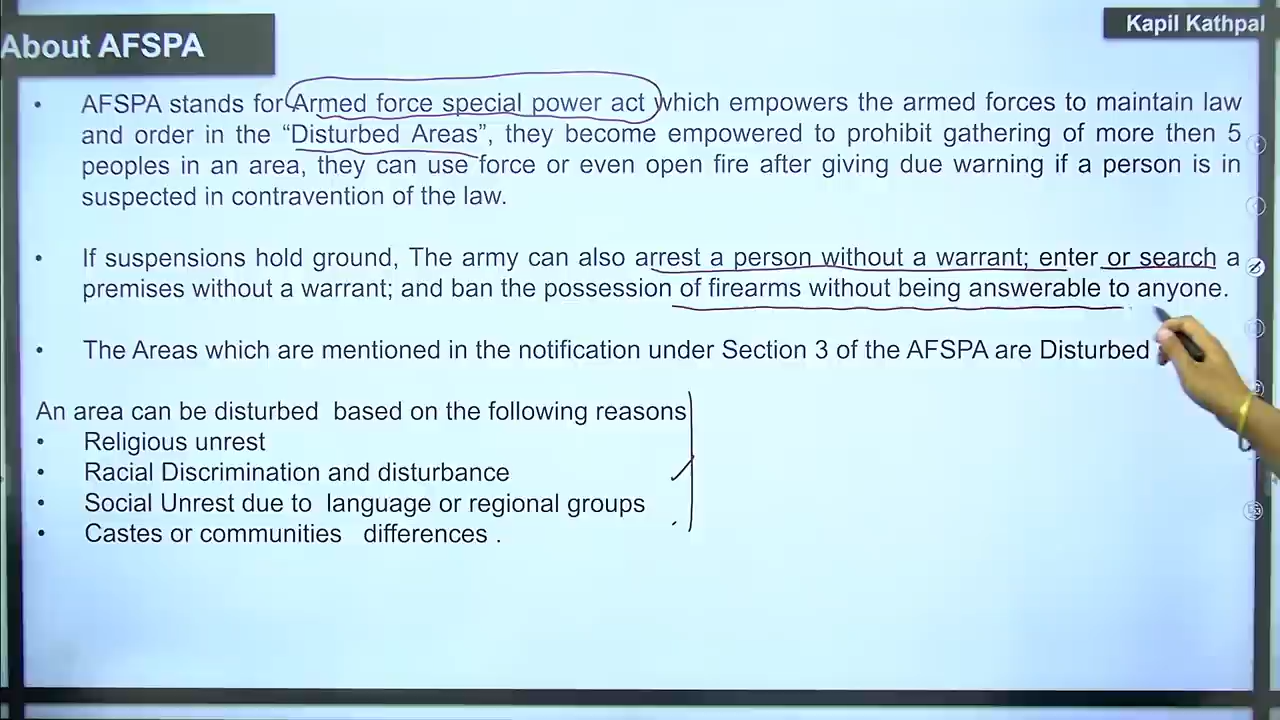 About AFSPA
Kapil Kathpal
• AFSPA stands for Armed force special power act which empowers the armed forces to maintain law
and order in the “Disturbed Areas”, they become empowered to prohibit gathering of more then 5
peoples in an area, they can use force or even open fire after giving due warning if a person is in
suspected in contravention of the law.
• If suspensions hold ground, The army can also arrest a person without a warrant; enter or search a
premises without a warrant; and ban the possession of firearms without being answerable to anyone.
• The Areas which are mentioned in the notification under Section 3 of the AFSPA are Disturbed
An area can be disturbed based on the following reasons
• Religious unrest
• Racial Discrimination and disturbance
• Social Unrest due to language or regional groups
• Castes or communities differences .